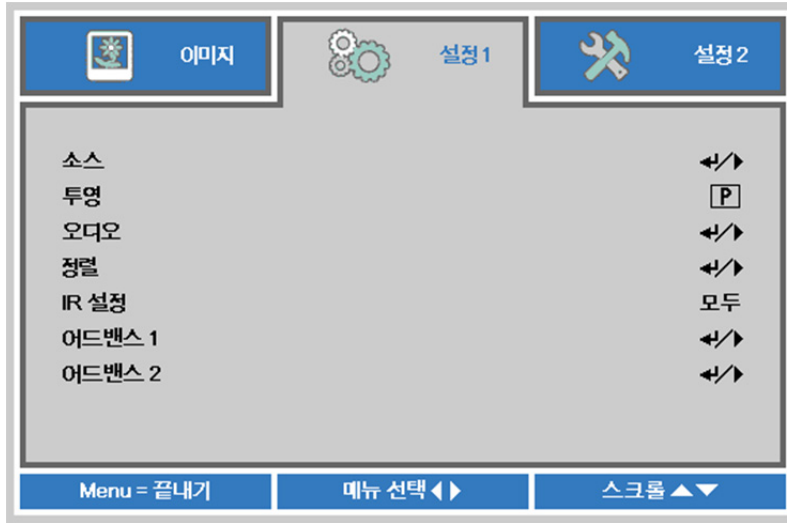 이미지 설정 1 설정 2
소스 ↵/▶
투영 P
오디오 ↵/▶
정렬 ↵/▶
IR 설정 모두
어드밴스 1 ↵/▶
어드밴스 2 ↵/▶
Menu = 끝내기 메뉴 선택 ◀▶ 스크롤 ▲▼